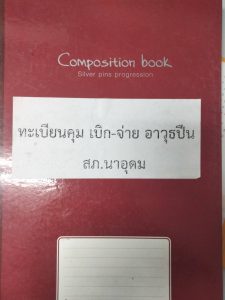 Composition book
Silver pins progression
ทะเบียนคุม เบิก-จ่าย อาวุธปืน
สภ.นาอุดม